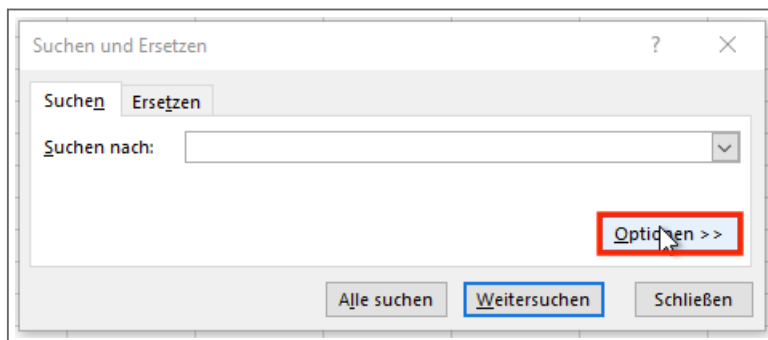 Suchen und Ersetzen ?
Suchen Ersetzen
Suchen nach:
Optionen >>
Alle suchen Weitersuchen Schließen